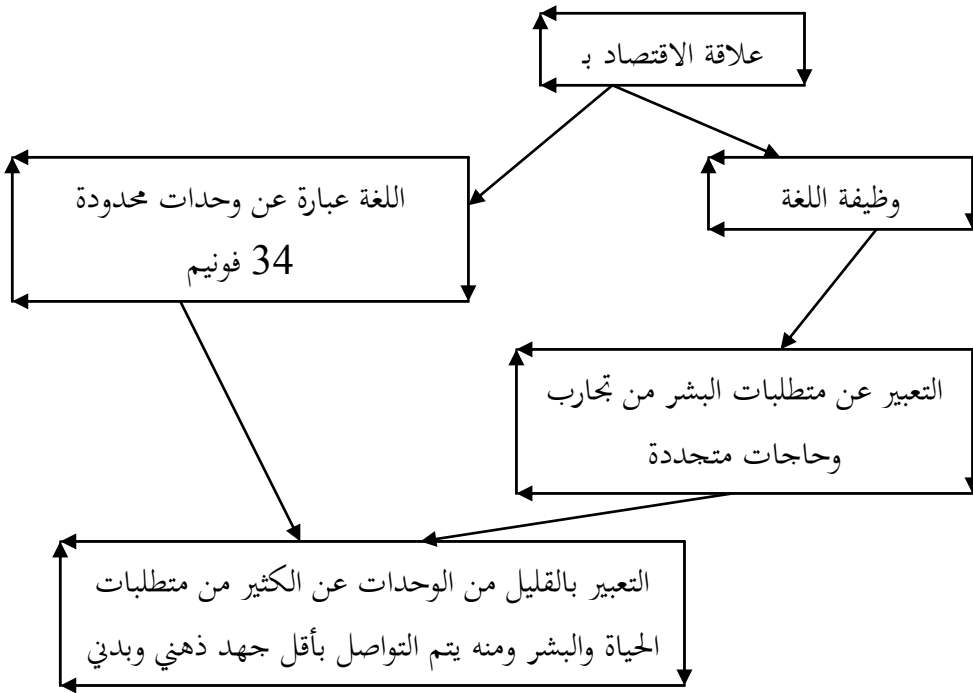 علاقة الاقتصاد بـ
وظيفة اللغة
اللغة عبارة عن وحدات محدودة
34 فونيم
التعبير عن متطلبات البشر من تجارب
وحاجات متجددة
التعبير بالقليل من الوحدات عن الكثير من متطلبات
الحياة والبشر ومنه يتم التواصل بأقل جهد ذهني وبدني